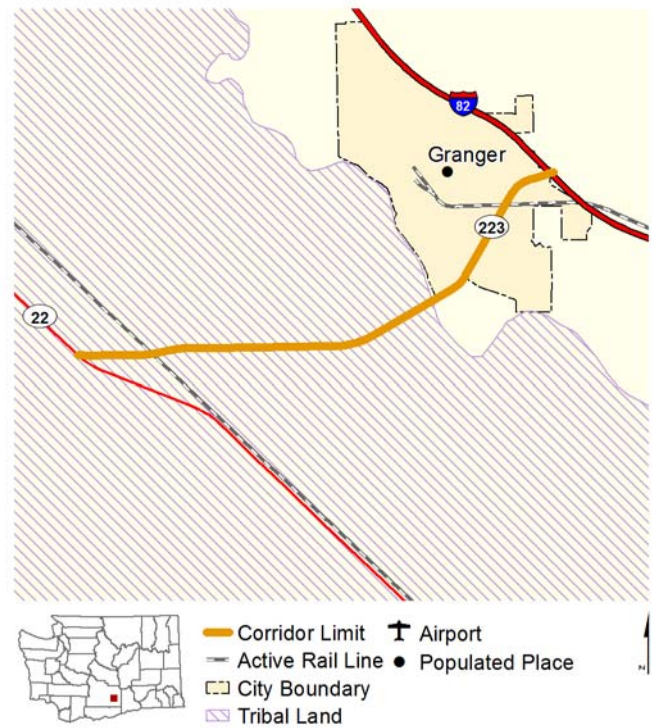 82
Granger
223
22
Corridor Limit
Airport
Active Rail Line
Populated Place
City Boundary
Tribal Land
N